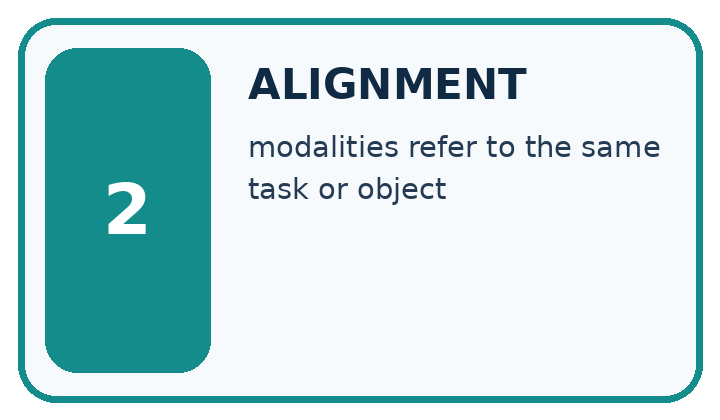 2
ALIGNMENT
modalities refer to the same
task or object